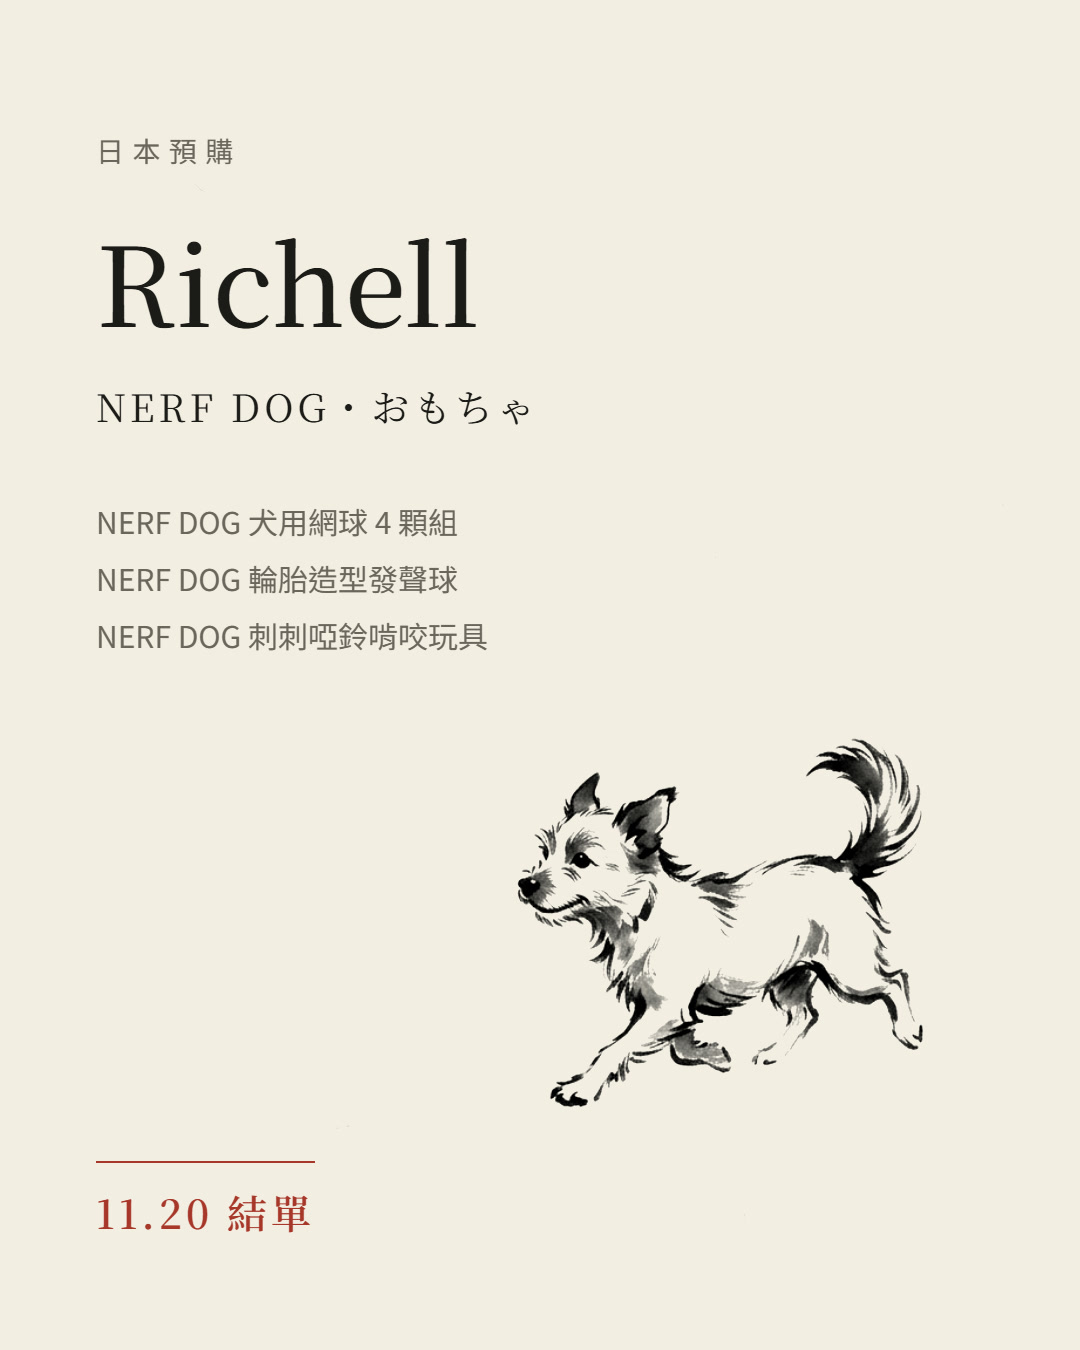 日本預購
Richell
NERF DOG・おもちゃ
NERF DOG 犬用網球 4 顆組
NERF DOG 輪胎造型發聲球
NERF DOG 刺刺啞鈴啃咬玩具
11.20 結單